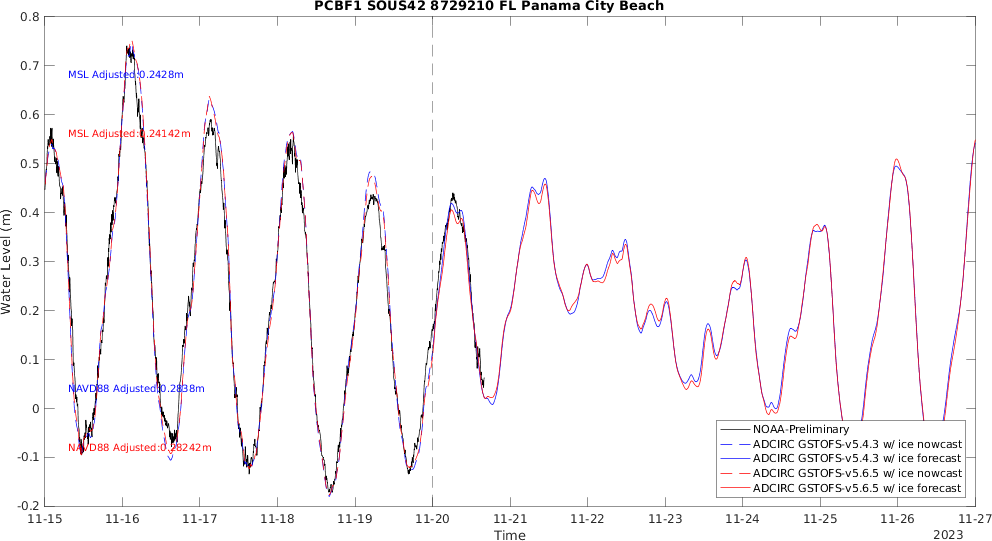 PCBF1 SOUS42 8729210 FL Panama City Beach
0.8
0.7
0.6
0.5
0.4
0.3
0.2
0.1
0
-0.1
-0.2
Water Level (m)
MSL Adjusted:0.2428m
MSL Adjusted:0.24142m
NAVD88 Adjusted:0.2838m
NAVD88 Adjusted:0.28242m
NOAA-Preliminary
ADCIRC GSTOFS-v5.4.3 w/ ice nowcast
ADCIRC GSTOFS-v5.4.3 w/ ice forecast
ADCIRC GSTOFS-v5.6.5 w/ ice nowcast
ADCIRC GSTOFS-v5.6.5 w/ ice forecast
11-15 11-16 11-17 11-18 11-19 11-20 11-21 11-22 11-23 11-24 11-25 11-26 11-27
Time
2023